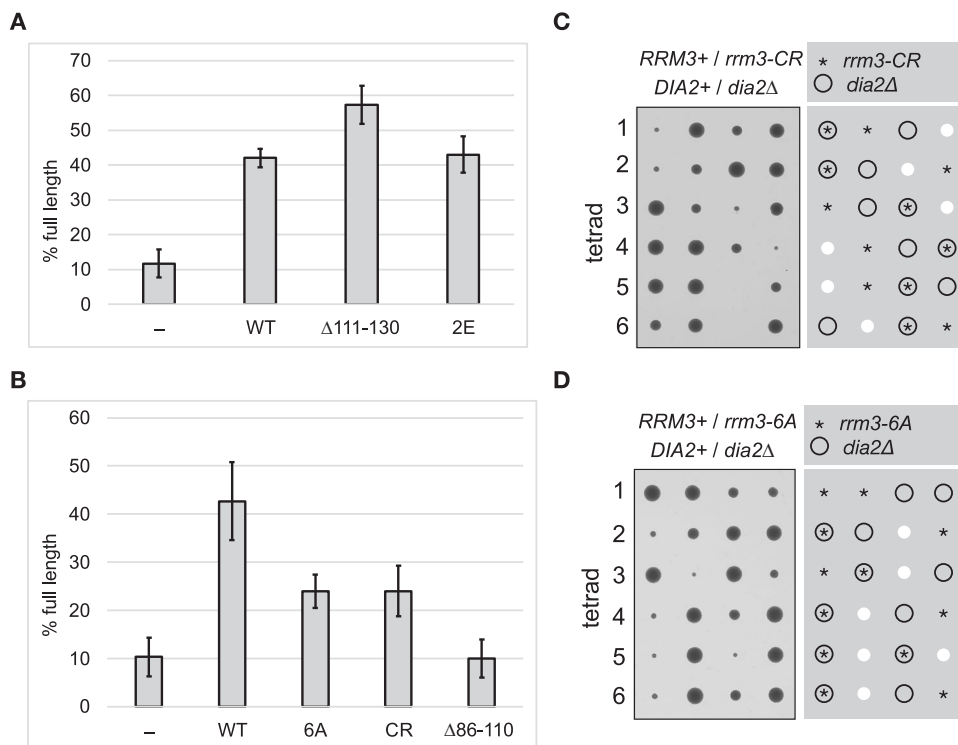 A
% full length
70
60
50
40
30
20
10
0
–
WT
Δ111-130
2E
B
% full length
60
50
40
30
20
10
0
–
WT
6A
CR
Δ86-110
C
RRM3+ / rrm3-CR
DIA2+ / dia2Δ
* rrm3-CR
dia2Δ
tetrad
1
2
3
4
5
6
D
RRM3+ / rrm3-6A
DIA2+ / dia2Δ
* rrm3-6A
dia2Δ
tetrad
1
2
3
4
5
6